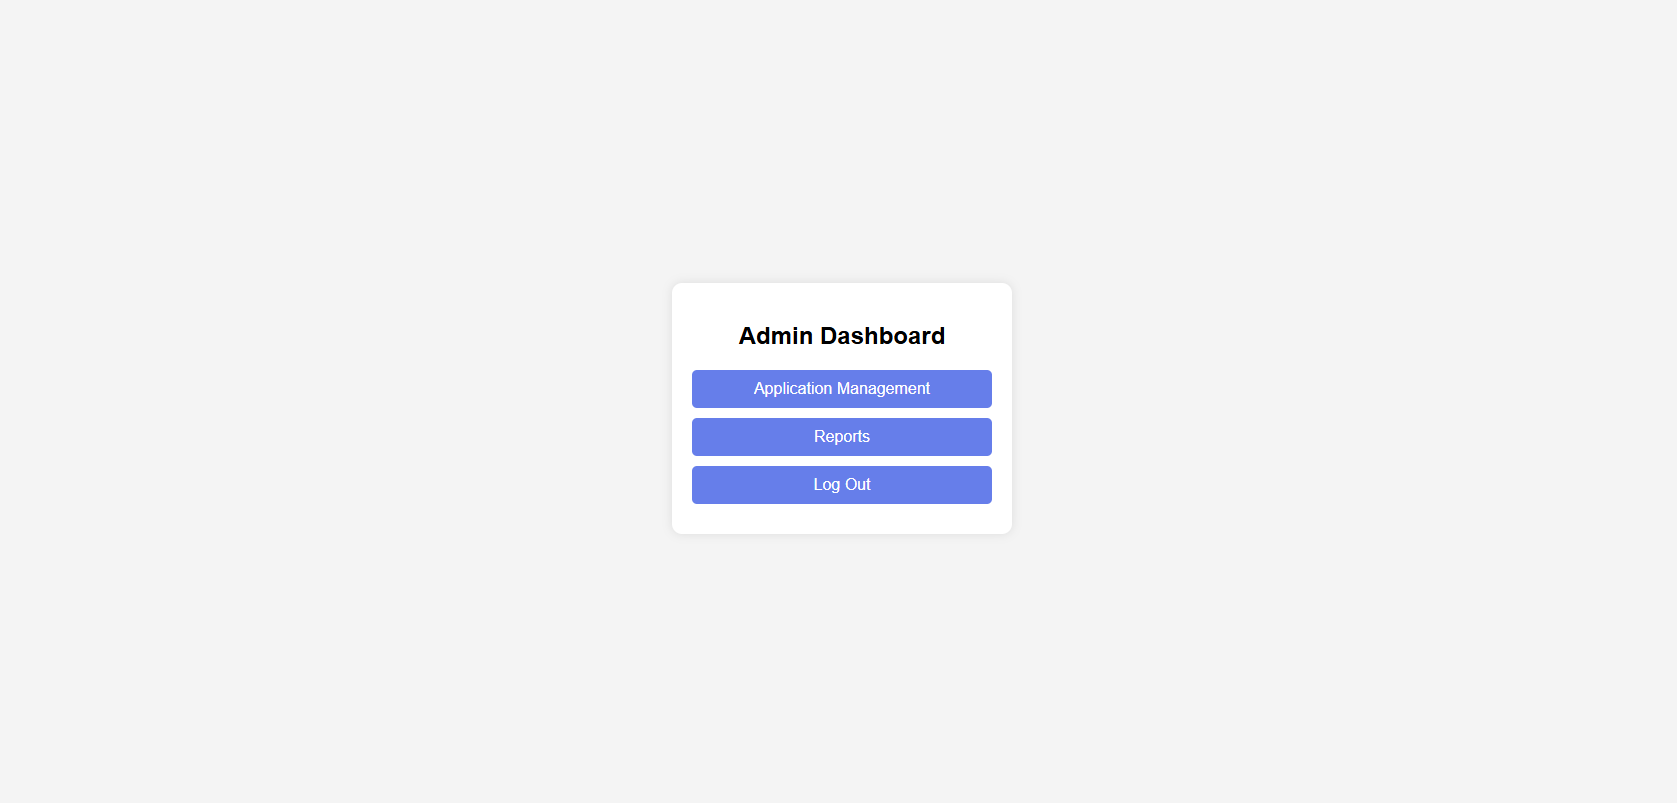 Admin Dashboard
Application Management
Reports
Log Out